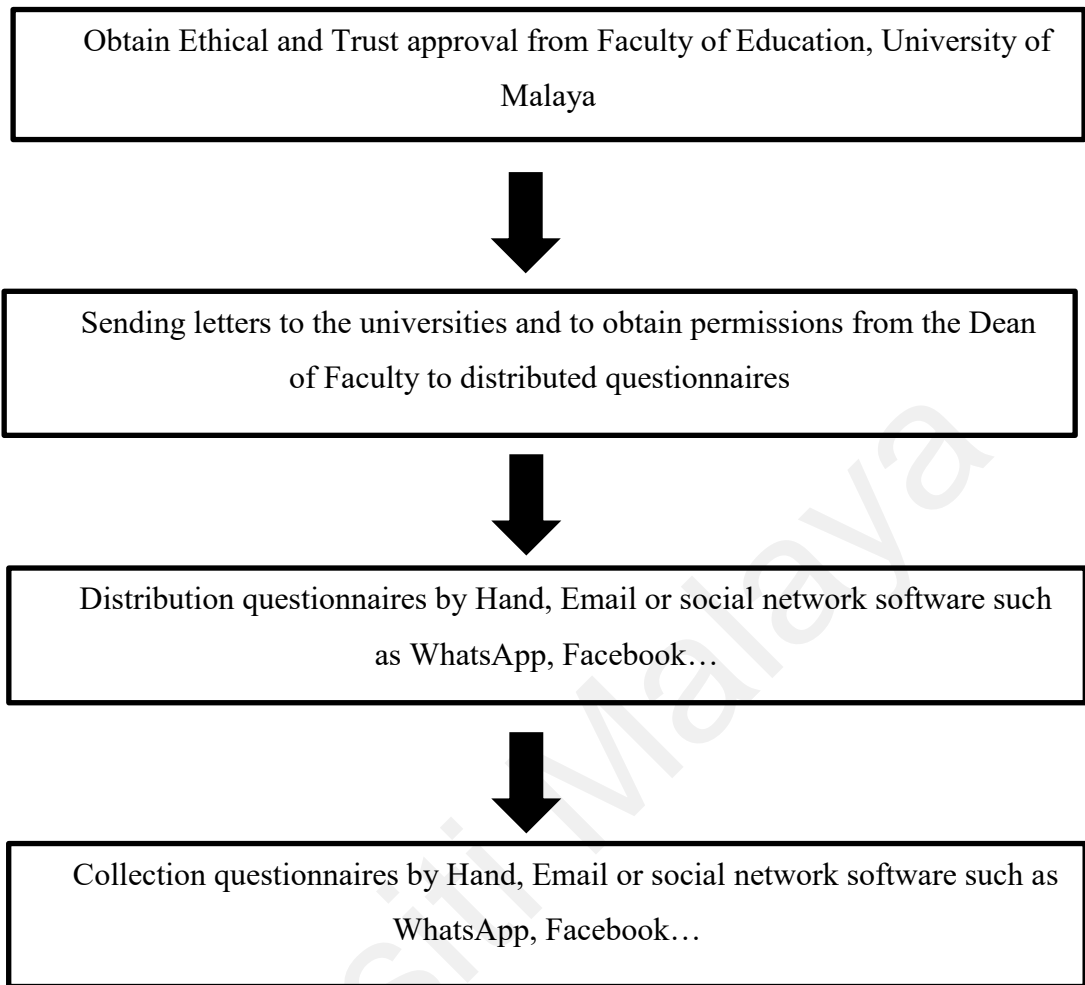 Obtain Ethical and Trust approval from Faculty of Education, University of
Malaya
Sending letters to the universities and to obtain permissions from the Dean
of Faculty to distributed questionnaires
Distribution questionnaires by Hand, Email or social network software such
as WhatsApp, Facebook…
Collection questionnaires by Hand, Email or social network software such as
WhatsApp, Facebook…
siti Malaya